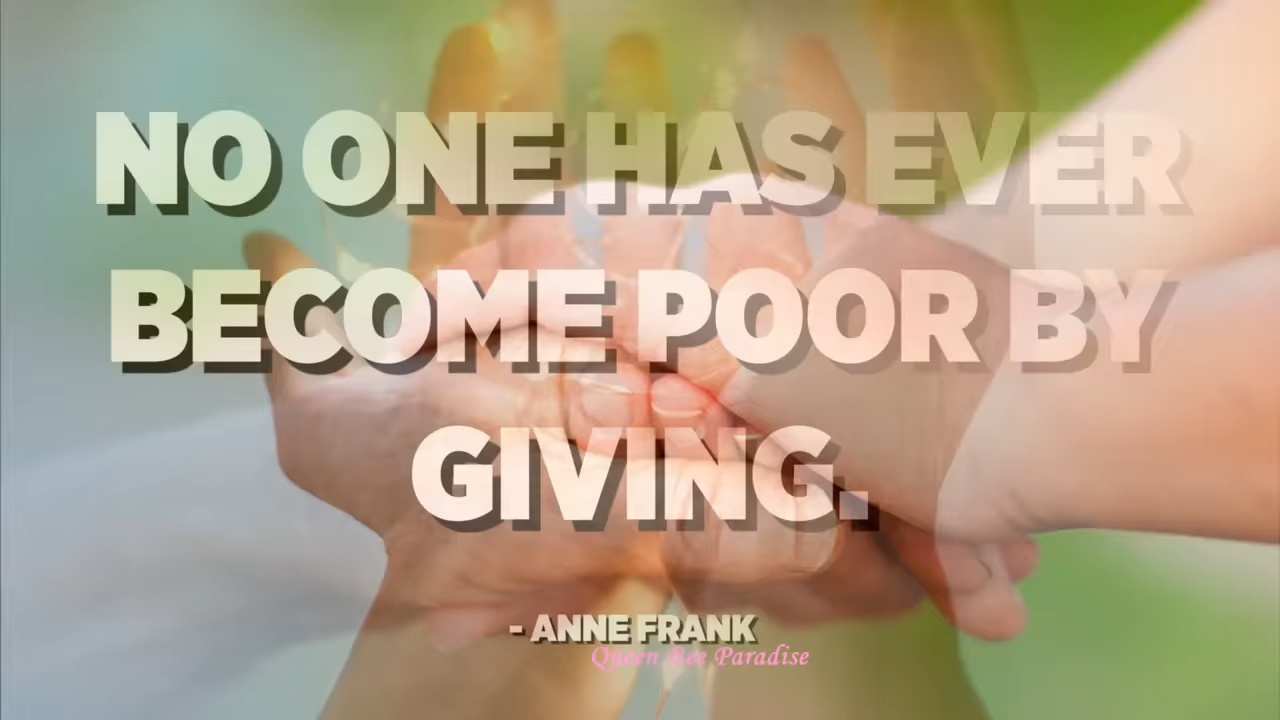 NO ONE HAS EVER
BECOME POOR BY
GIVING.
- ANNE FRANK
Queen Bee Paradise